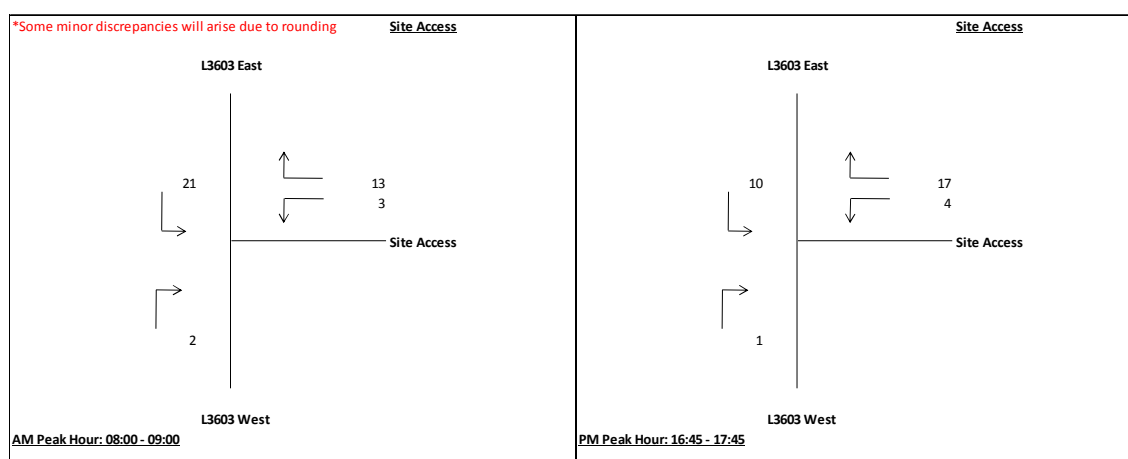 *Some minor discrepancies will arise due to rounding
Site Access
L3603 East
21
13
3
Site Access
2
L3603 West
AM Peak Hour: 08:00 - 09:00
Site Access
L3603 East
10
17
4
Site Access
1
L3603 West
PM Peak Hour: 16:45 - 17:45